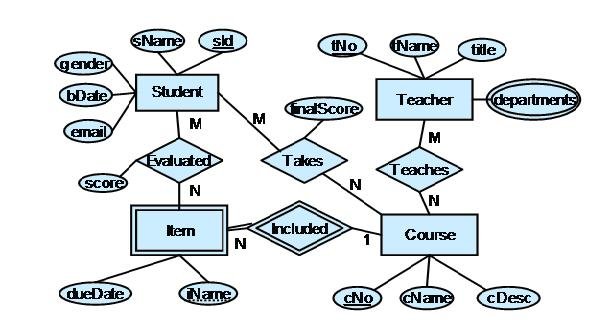 sName
sId
tNo
tName
title
gender
bDate
email
Student
Teacher
departments
M
M
finalScore
M
Evaluated
Takes
Teaches
score
N
N
N
Item
Included
Course
N
1
dueDate
iName
cNo
cName
cDesc